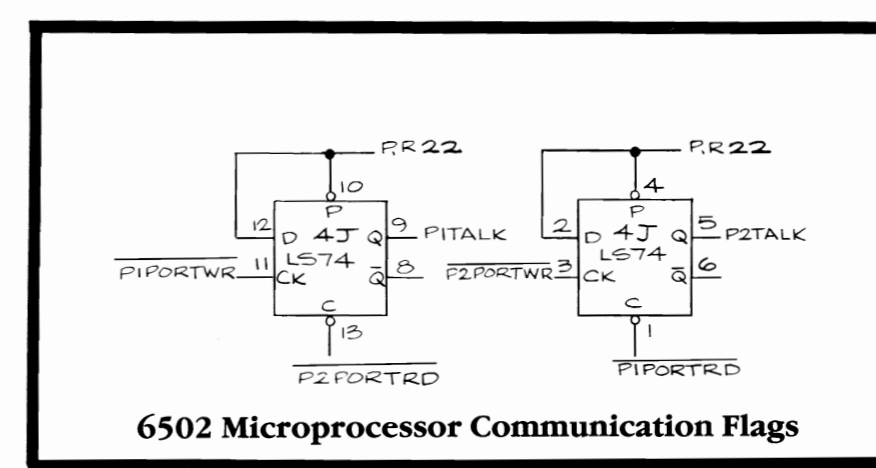 P,R22 P,R22
10 4
P P
12 D 4J Q 9 P1TALK 2 D 4J Q 5 P2TALK
LS74 LS74
P1PORTWR 11 CK Q 8 P2PORTWR 3 CK Q 6
C C
13 1
P2PORTRD P1PORTRD
6502 Microprocessor Communication Flags